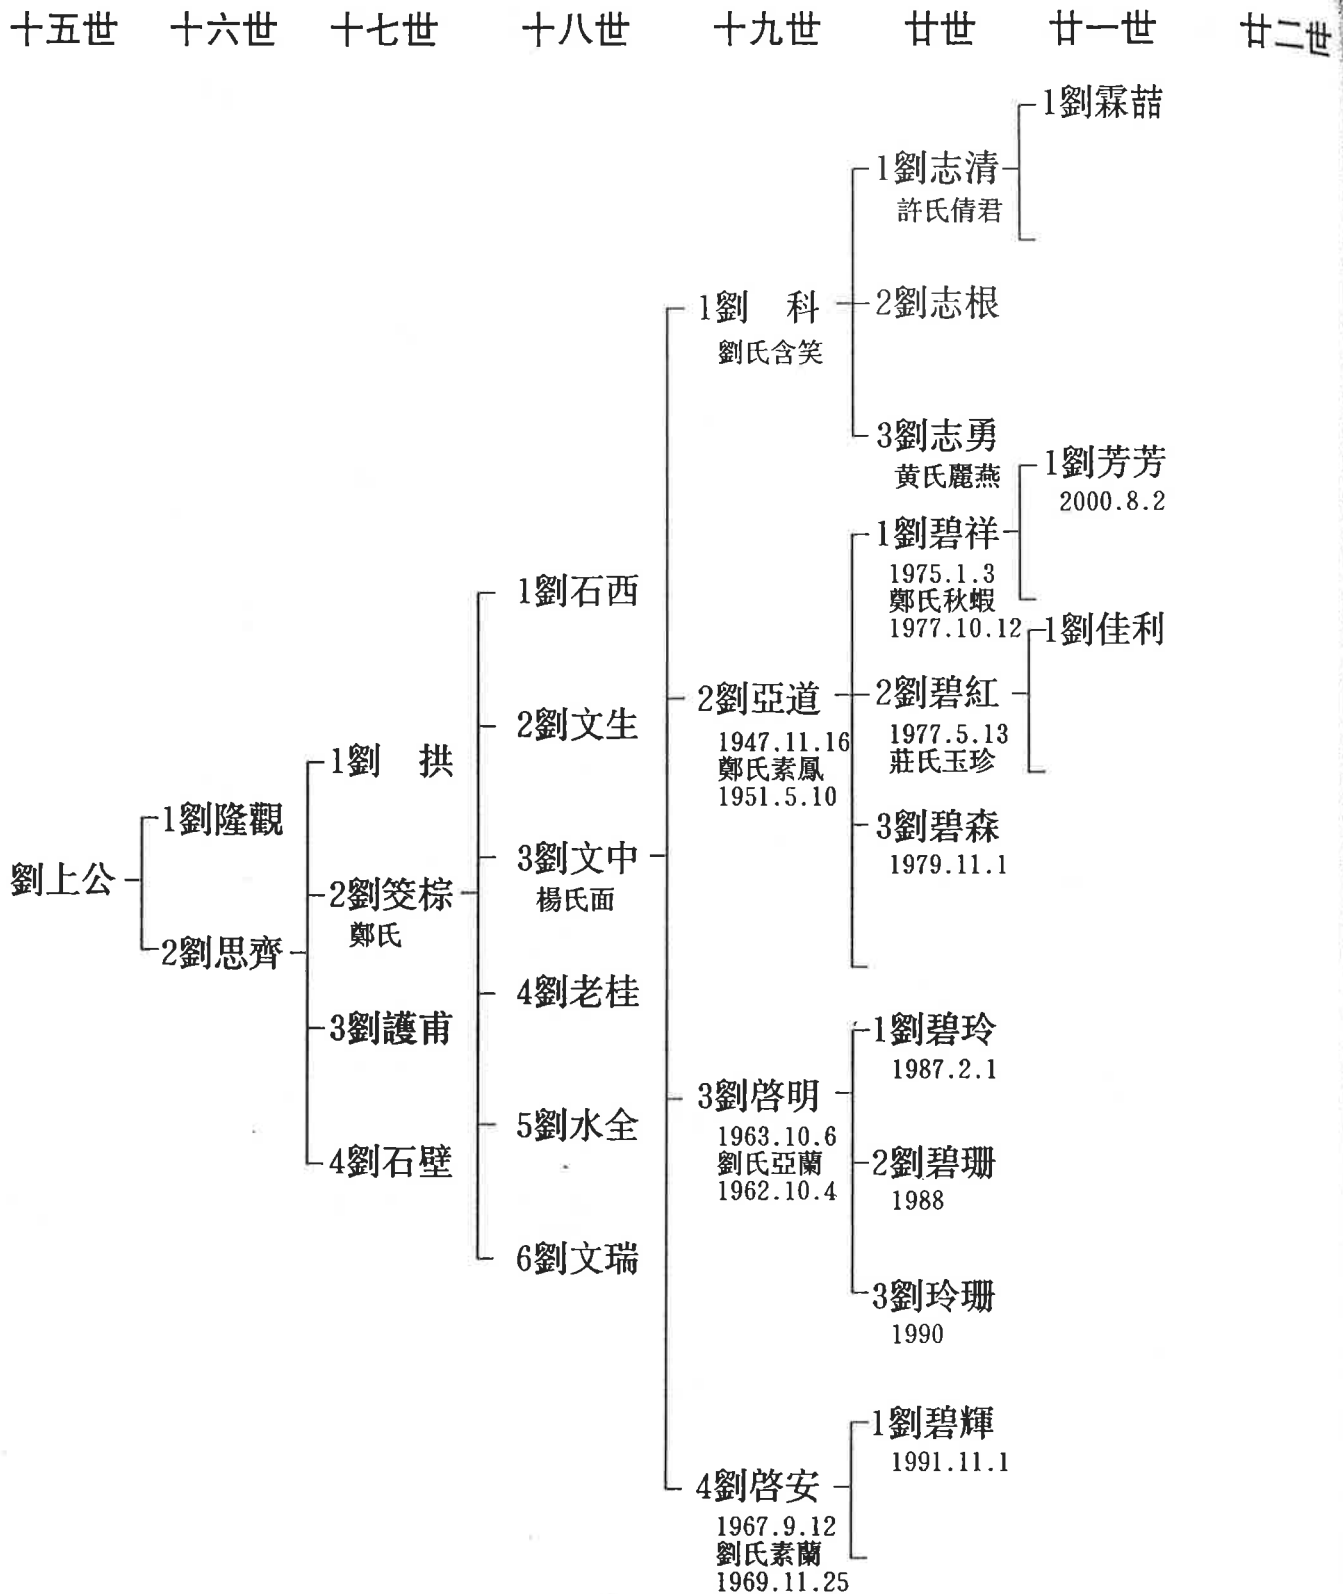 十五世 十六世 十七世 十八世 十九世 廿世 廿一世 廿二世
劉上公
1劉隆觀
2劉思齊
1劉 拱
2劉筊棕
鄭氏
3劉護甫
4劉石壁
1劉石西
2劉文生
3劉文中
楊氏面
4劉老桂
5劉水全
6劉文瑞
1劉 科
劉氏含笑
2劉亞道
1947.11.16
鄭氏素鳳
1951.5.10
3劉啓明
1963.10.6
劉氏亞蘭
1962.10.4
4劉啓安
1967.9.12
劉氏素蘭
1969.11.25
1劉志清
許氏倩君
2劉志根
3劉志勇
黄氏麗燕
1劉碧祥
1975.1.3
鄭氏秋蝦
1977.10.12
2劉碧紅
1977.5.13
莊氏玉珍
3劉碧森
1979.11.1
1劉碧玲
1987.2.1
2劉碧珊
1988
3劉玲珊
1990
1劉碧輝
1991.11.1
1劉霖喆
1劉芳芳
2000.8.2
1劉佳利